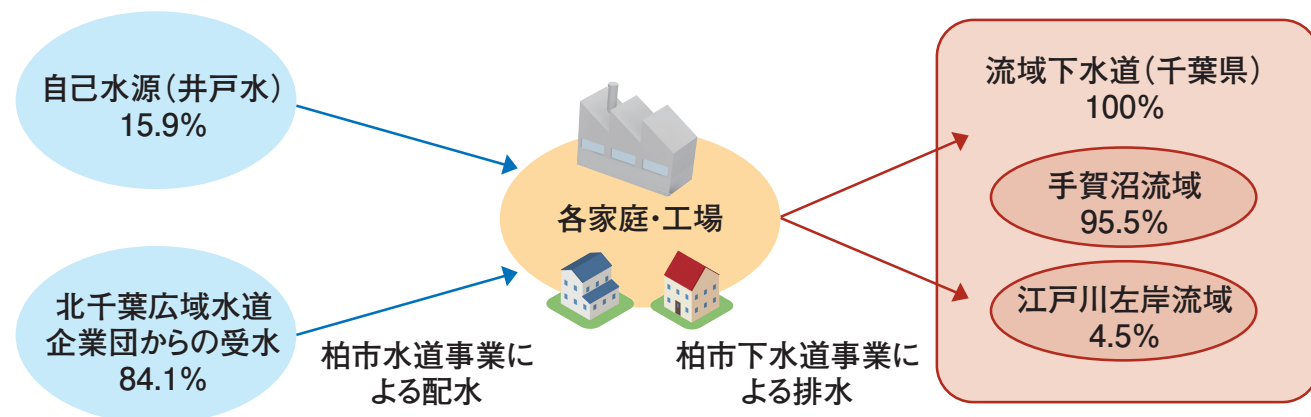 自己水源（井戸水）
15.9%
北千葉広域水道
企業団からの受水
84.1%
柏市水道事業に
よる配水
各家庭・工場
柏市下水道事業に
よる排水
流域下水道（千葉県）
100%
手賀沼流域
95.5%
江戸川左岸流域
4.5%